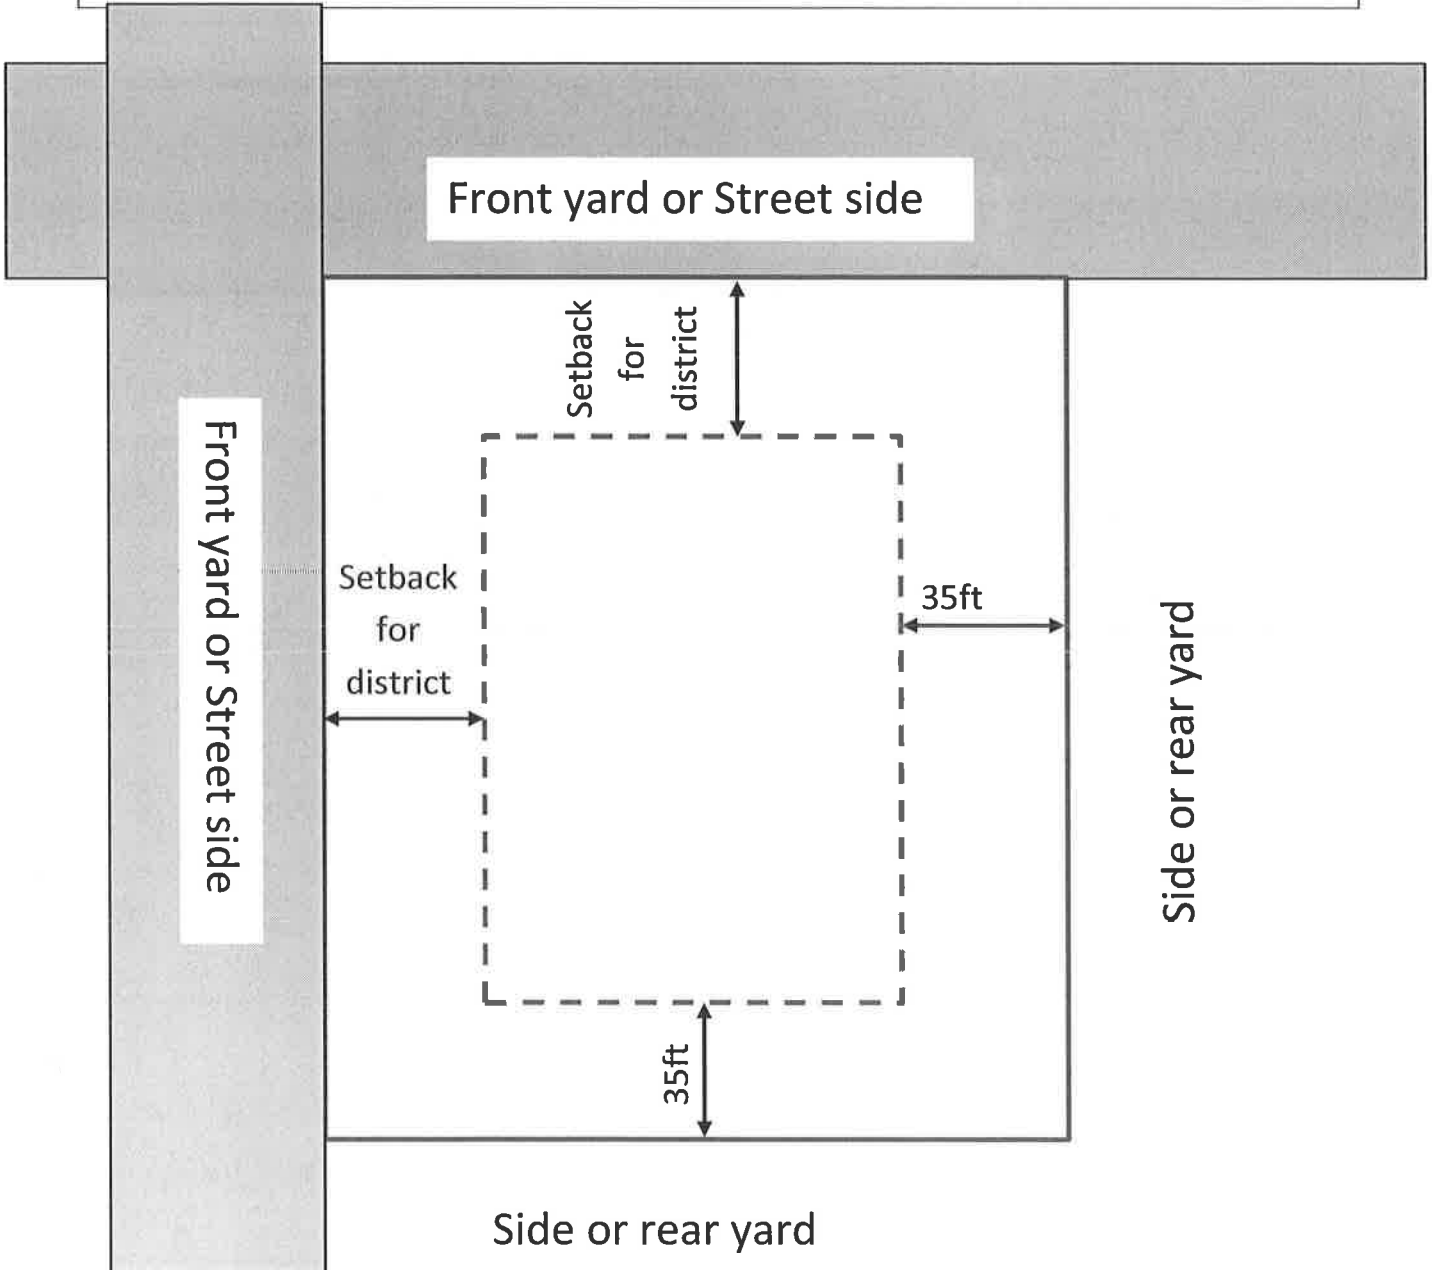 Front yard or Street side
Setback
for
district
Front yard or Street side
Setback
for
district
35ft
Side or rear yard
35ft
Side or rear yard